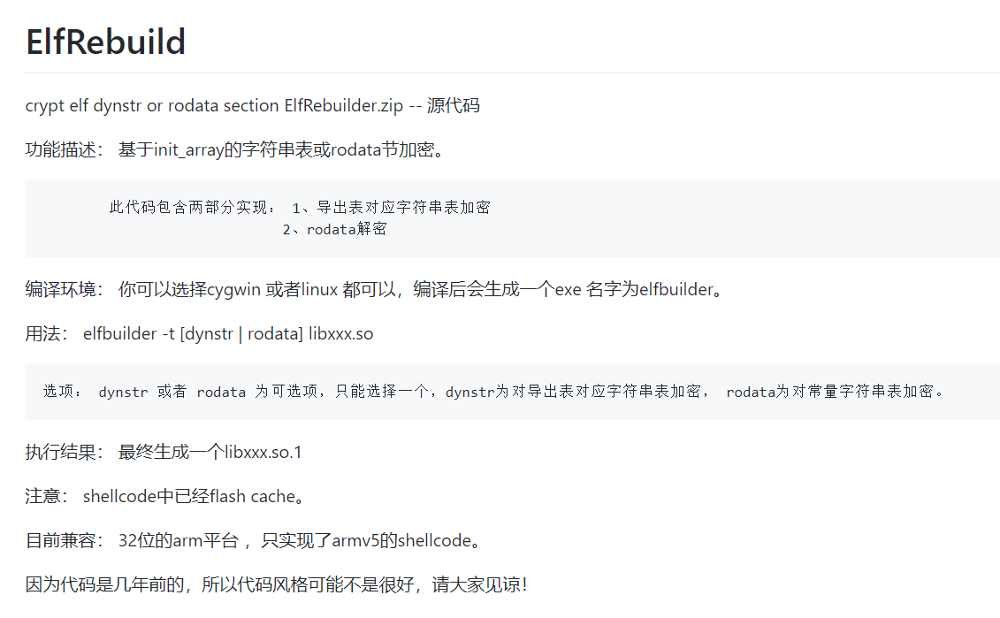 ElfRebuild
crypt elf dynstr or rodata section ElfRebuilder.zip -- 源代码
功能描述： 基于init_array的字符串表或rodata节加密。
此代码包含两部分实现： 1、导出表对应字符串表加密
2、rodata解密
编译环境： 你可以选择cygwin 或者linux 都可以，编译后会生成一个exe 名字为elfbuilder。
用法： elfbuilder -t [dynstr | rodata] libxxx.so
选项： dynstr 或者 rodata 为可选项，只能选择一个，dynstr为对导出表对应字符串表加密， rodata为对常量字符串表加密。
执行结果： 最终生成一个libxxx.so.1
注意： shellcode中已经flash cache。
目前兼容： 32位的arm平台 ，只实现了armv5的shellcode。
因为代码是几年前的，所以代码风格可能不是很好，请大家见谅！